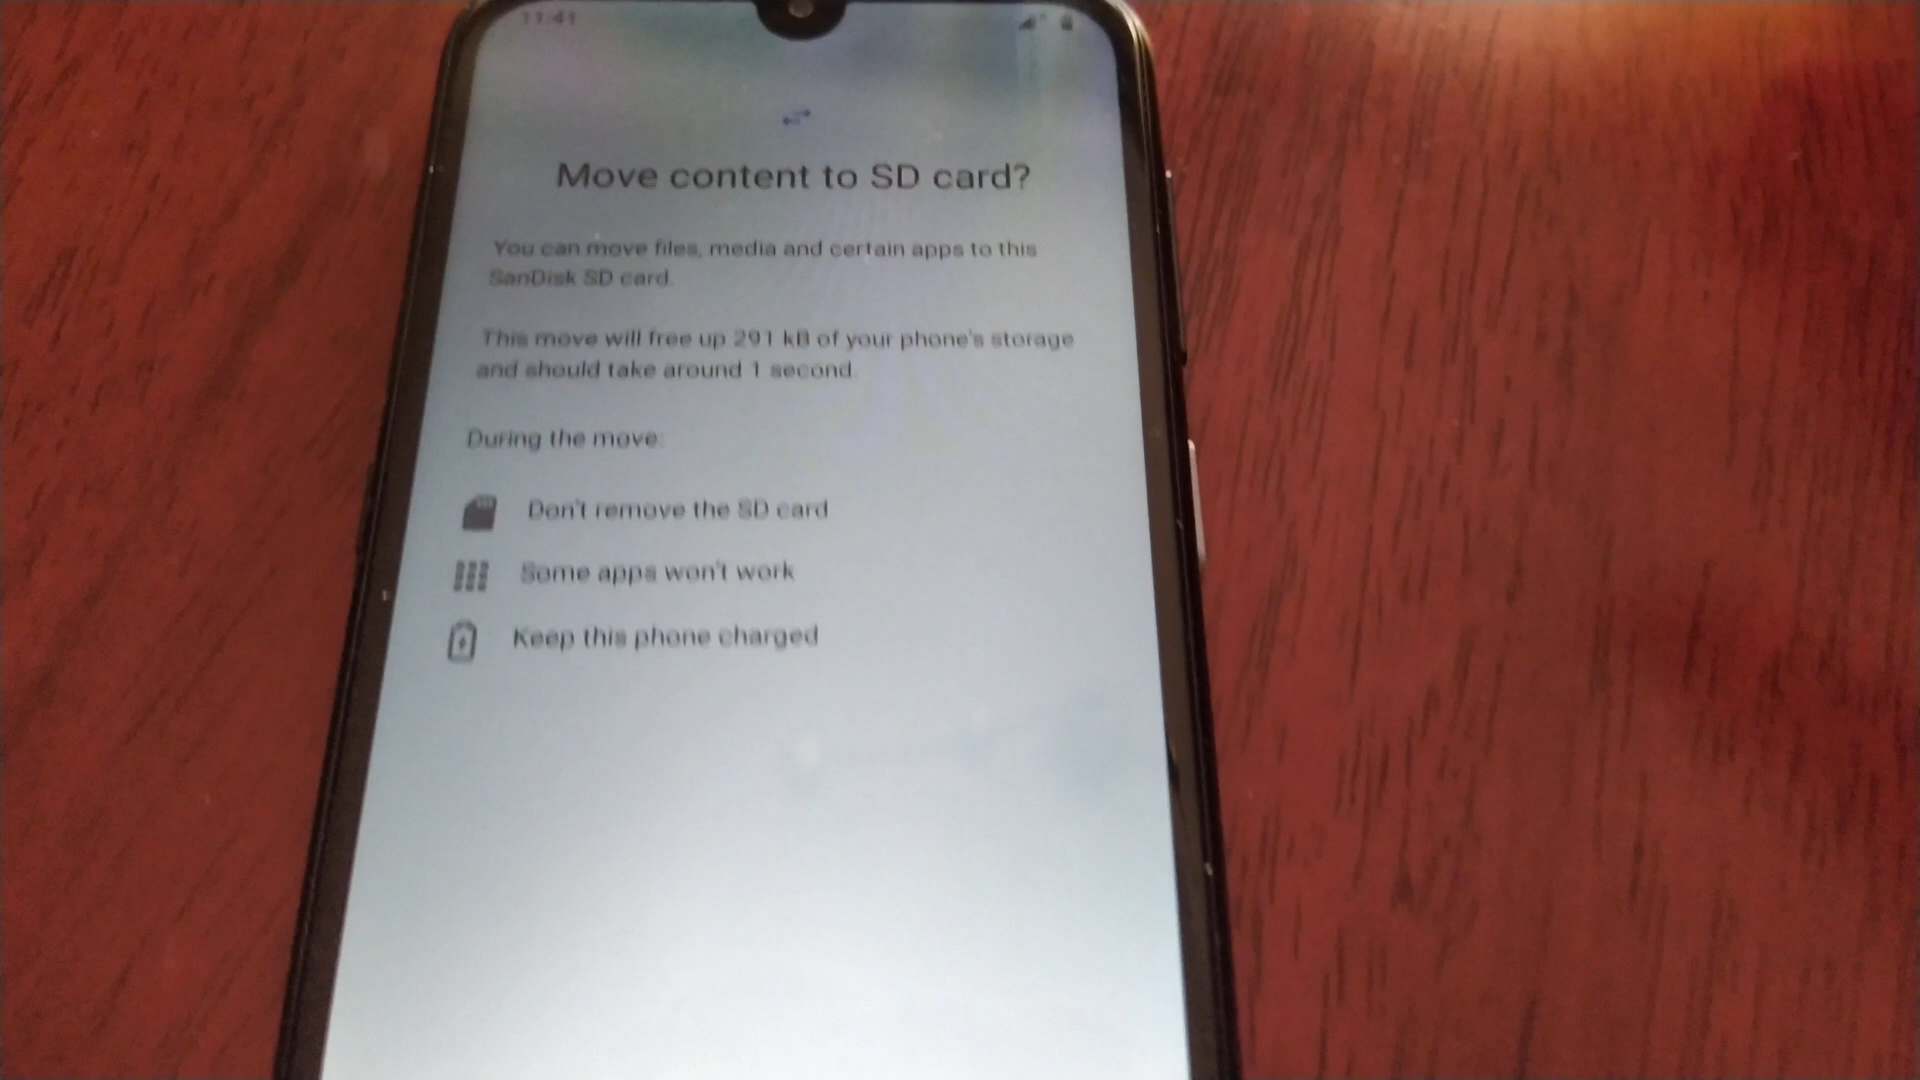 11:41
Move content to SD card?
You can move files, media and certain apps to this
SanDisk SD card.
This move will free up 291 kB of your phone's storage
and should take around 1 second.
During the move:
Don't remove the SD card
Some apps won't work
Keep this phone charged